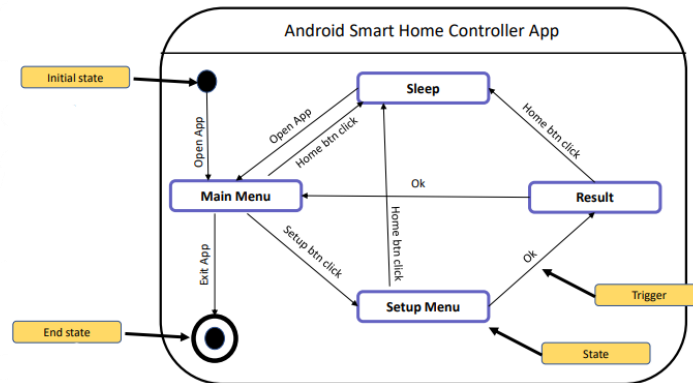 Android Smart Home Controller App
Initial state
Sleep
Open App
Open App
Home btn click
Home btn click
Main Menu
Ok
Result
Exit App
Setup btn click
Home btn click
Ok
Setup Menu
Trigger
End state
State